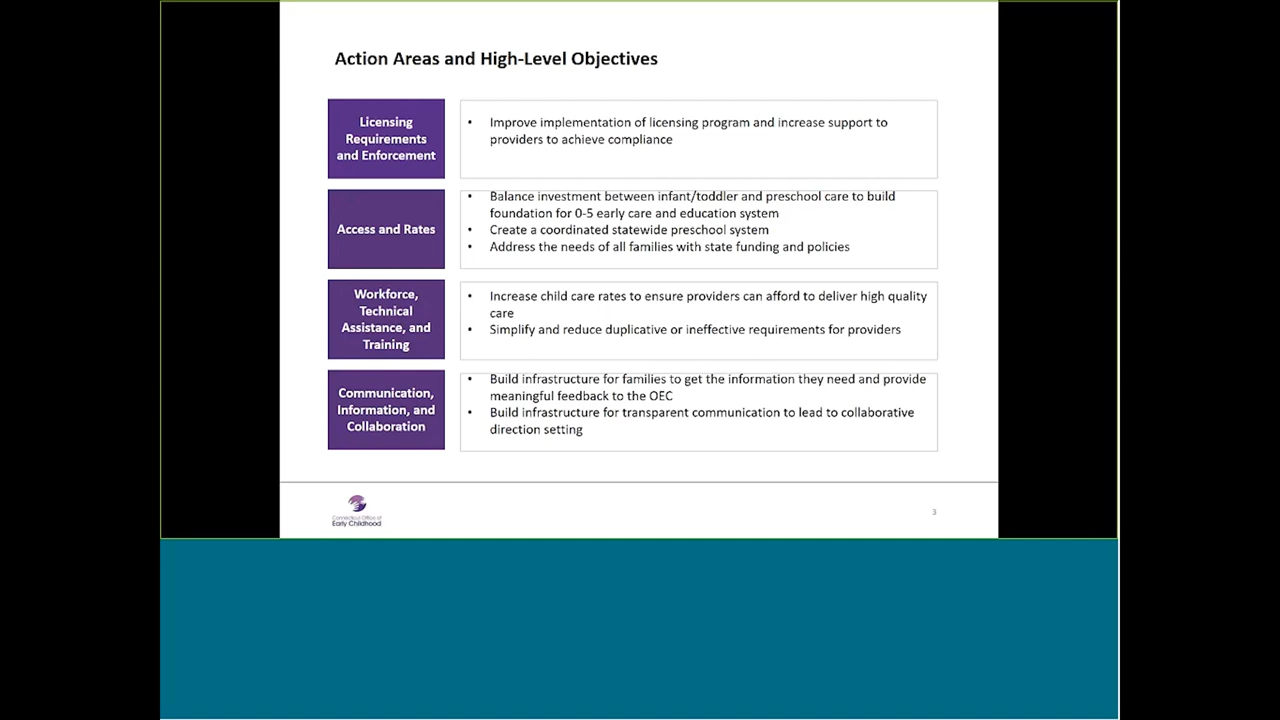 Action Areas and High-Level Objectives
Licensing
Requirements
and Enforcement
• Improve implementation of licensing program and increase support to
providers to achieve compliance
Access and Rates
• Balance investment between infant/toddler and preschool care to build
foundation for 0-5 early care and education system
• Create a coordinated statewide preschool system
• Address the needs of all families with state funding and policies
Workforce,
Technical
Assistance, and
Training
• Increase child care rates to ensure providers can afford to deliver high quality
care
• Simplify and reduce duplicative or ineffective requirements for providers
Communication,
Information, and
Collaboration
• Build infrastructure for families to get the information they need and provide
meaningful feedback to the OEC
• Build infrastructure for transparent communication to lead to collaborative
direction setting
Connecticut Office of
Early Childhood
3